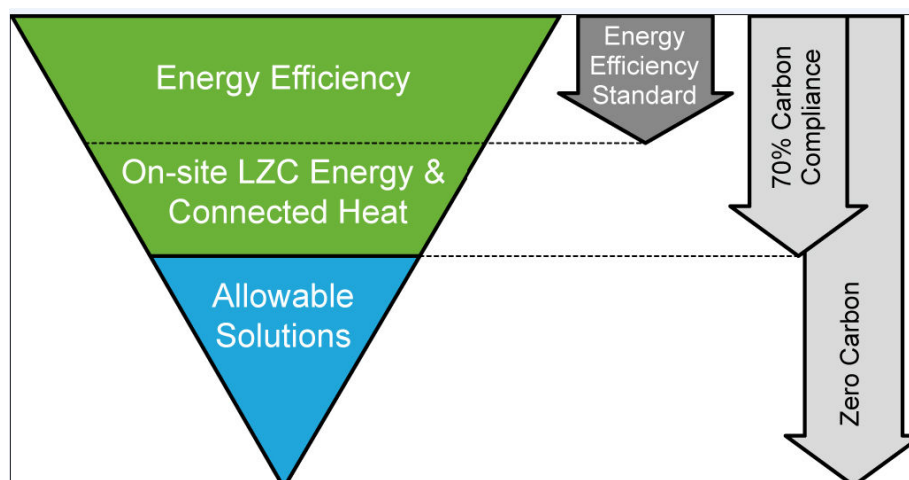 Energy Efficiency
On-site LZC Energy &
Connected Heat
Allowable
Solutions
Energy
Efficiency
Standard
70% Carbon
Compliance
Zero Carbon